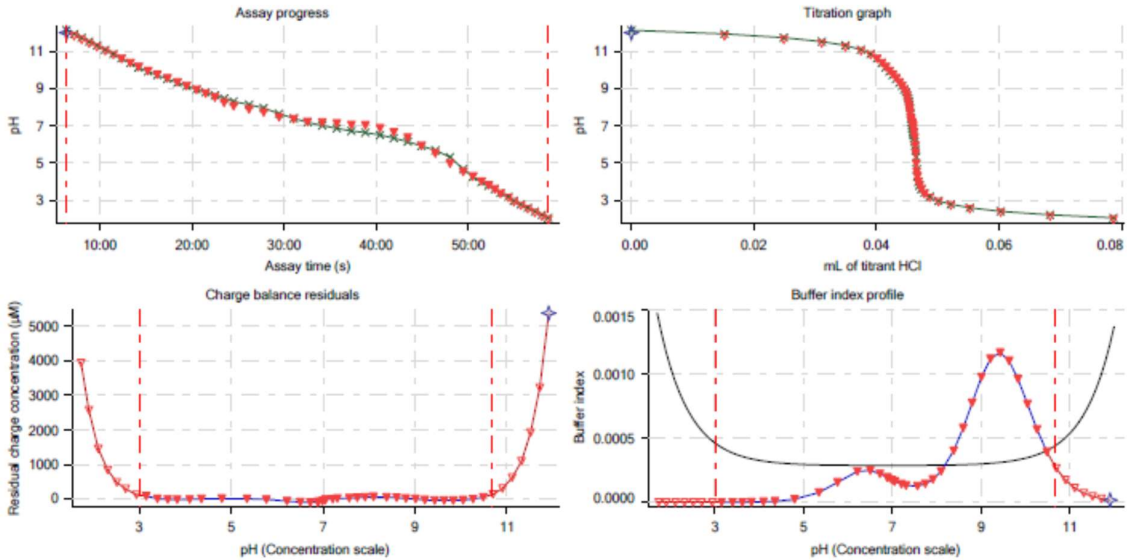 Assay progress
pH
11
9
7
5
3
10:00 20:00 30:00 40:00 50:00
Assay time (s)
Titration graph
pH
11
9
7
5
3
0.00 0.02 0.04 0.06 0.08
mL of titrant HCl
Charge balance residuals
Residual charge concentration (µM)
5000
4000
3000
2000
1000
0
3 5 7 9 11
pH (Concentration scale)
Buffer index profile
Buffer index
0.0015
0.0010
0.0005
0.0000
3 5 7 9 11
pH (Concentration scale)